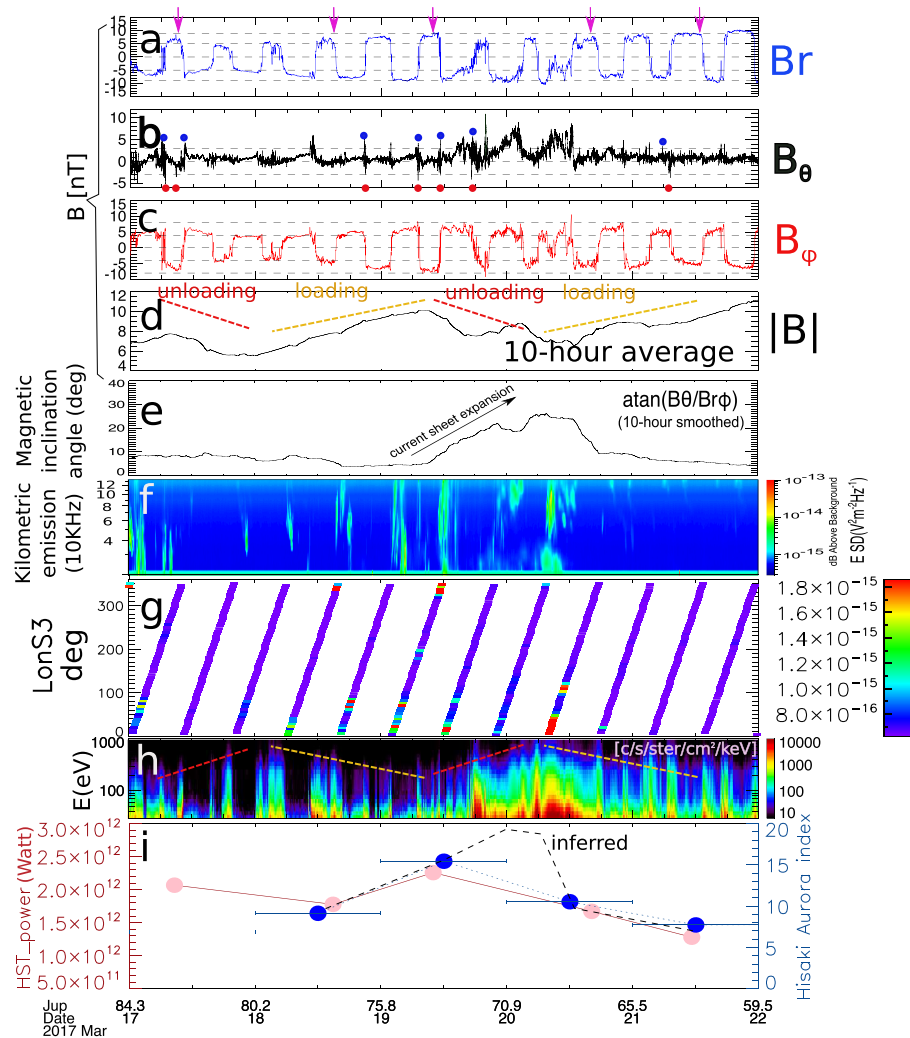 15
10
5
0
-5
-10
-15
a
Br
10
5
0
-5
b
Bθ
B [nT]
15
10
5
0
-5
-10
c
Bφ
unloading
loading
unloading
loading
12
10
8
6
4
d
10-hour average
|B|
Magnetic
inclination
angle (deg)
40
30
20
10
0
e
current sheet expansion
atan(Bθ/Brϕ)
(10-hour smoothed)
Kilometric
emission
(10KHz)
12
10
8
6
4
f
10⁻¹³
10⁻¹⁴
10⁻¹⁵
dB Above Background
E SD(V²m⁻²Hz⁻¹)
LonS3
deg
300
200
100
0
g
1.8×10⁻¹⁵
1.6×10⁻¹⁵
1.4×10⁻¹⁵
1.2×10⁻¹⁵
1.0×10⁻¹⁵
8.0×10⁻¹⁶
E(eV)
1000
100
h
[c/s/ster/cm²/keV]
10000
1000
100
10
HST_power (Watt)
3.0×10¹²
2.5×10¹²
2.0×10¹²
1.5×10¹²
1.0×10¹²
5.0×10¹¹
i
inferred
20
15
10
5
0
Hisaki Aurora index
Jup 84.3 80.2 75.8 70.9 65.5 59.5
Date 17 18 19 20 21 22
2017 Mar